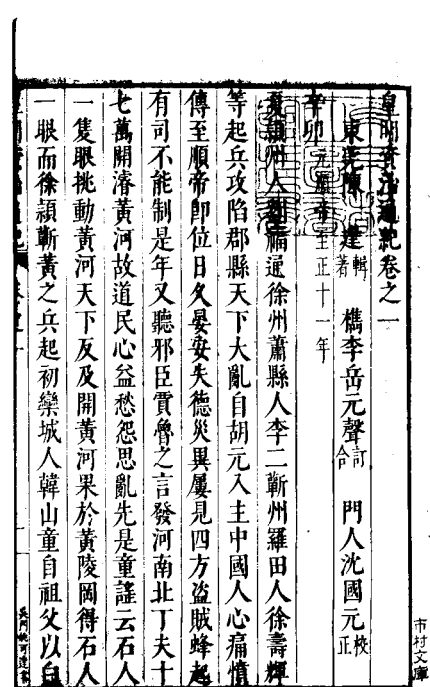 皇明資治通紀卷之一
東莞陳建輯著 檇李岳元聲訂合 門人沈國元校正
辛卯元順帝至正十一年
夏潁州人劉福通徐州蕭縣人李二蘄州羅田人徐壽輝
等起兵攻陷郡縣天下大亂自胡元入主中國人心痛憤
傳至順帝卽位日久晏安失德災異屢見四方盜賊蜂起
有司不能制是年又聽邪臣賈魯之言發河南北丁夫十
七萬開濬黃河故道民心益愁怨思亂先是童謠云石人
一隻眼挑動黃河天下反及開黃河果於黃陵岡得石人
一眼而徐潁蘄黃之兵起初欒城人韓山童自祖父以白
市村文庫